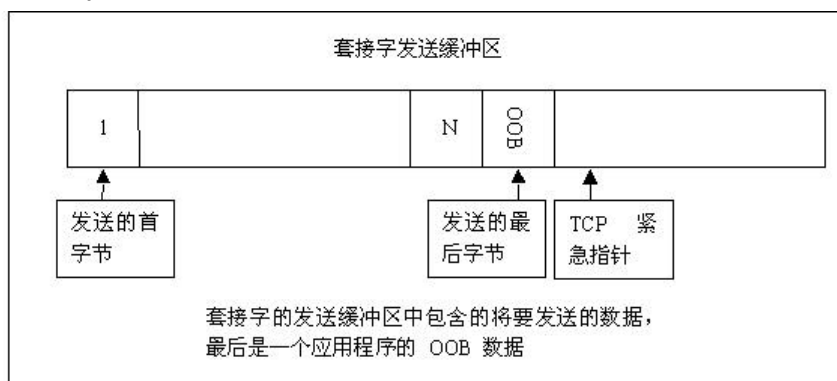 套接字发送缓冲区
1
N
OOB
发送的首
字节
发送的最
后字节
TCP 紧
急指针
套接字的发送缓冲区中包含的将要发送的数据，
最后是一个应用程序的 OOB 数据